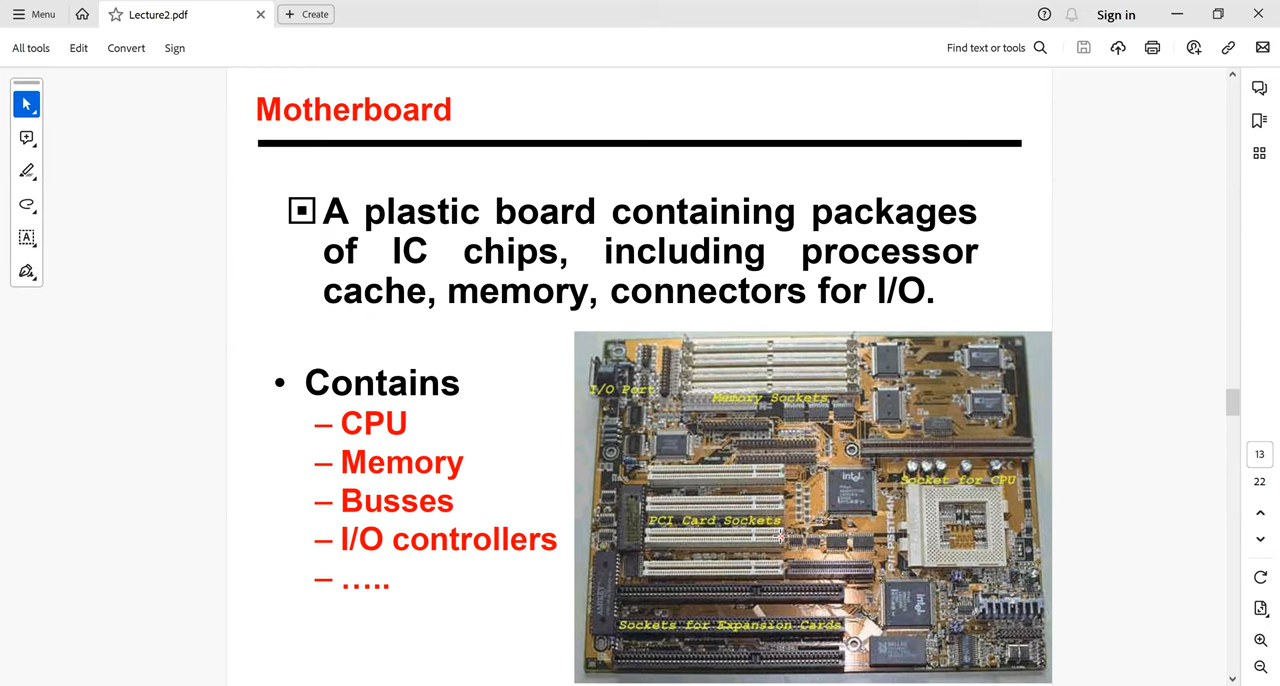 Menu
Lecture2.pdf
Create
Sign in
All tools
Edit
Convert
Sign
Find text or tools
Motherboard
A plastic board containing packages
of IC chips, including processor
cache, memory, connectors for I/O.
• Contains
– CPU
– Memory
– Busses
– I/O controllers
– …..
I/O Port
Memory Sockets
intel
Socket for CPU
PCI Card Sockets
intel
Sockets for Expansion Cards
13
22